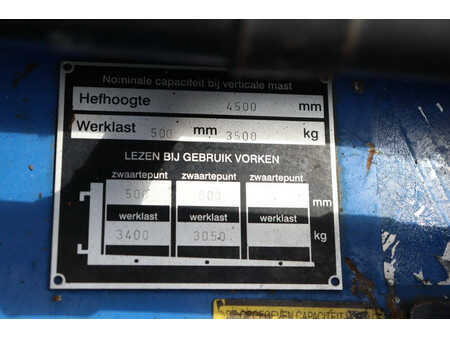 Nominale capaciteit bij verticale mast
Hefhoogte 4500 mm
Werklast 500 mm 3500 kg
LEZEN BIJ GEBRUIK VORKEN
zwaartepunt zwaartepunt zwaartepunt
500 600 mm
werklast werklast werklast
3400 3050 kg
CAPACITEIT